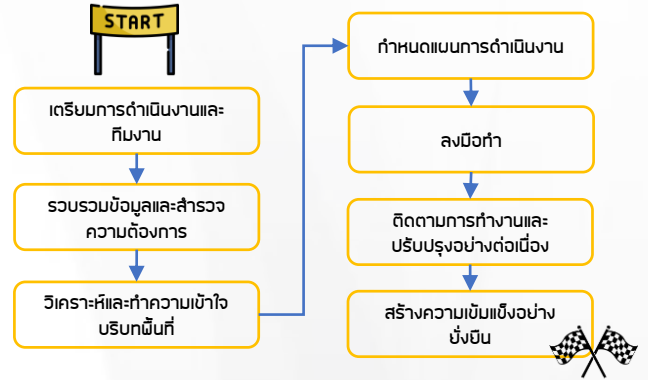 START
เตรียมการดำเนินงานและ
ทีมงาน
รวบรวมข้อมูลและสำรวจ
ความต้องการ
วิเคราะห์และทำความเข้าใจ
บริบทพื้นที่
กำหนดแผนการดำเนินงาน
ลงมือทำ
ติดตามการทำงานและ
ปรับปรุงอย่างต่อเนื่อง
สร้างความเข้มแข็งอย่าง
ยั่งยืน